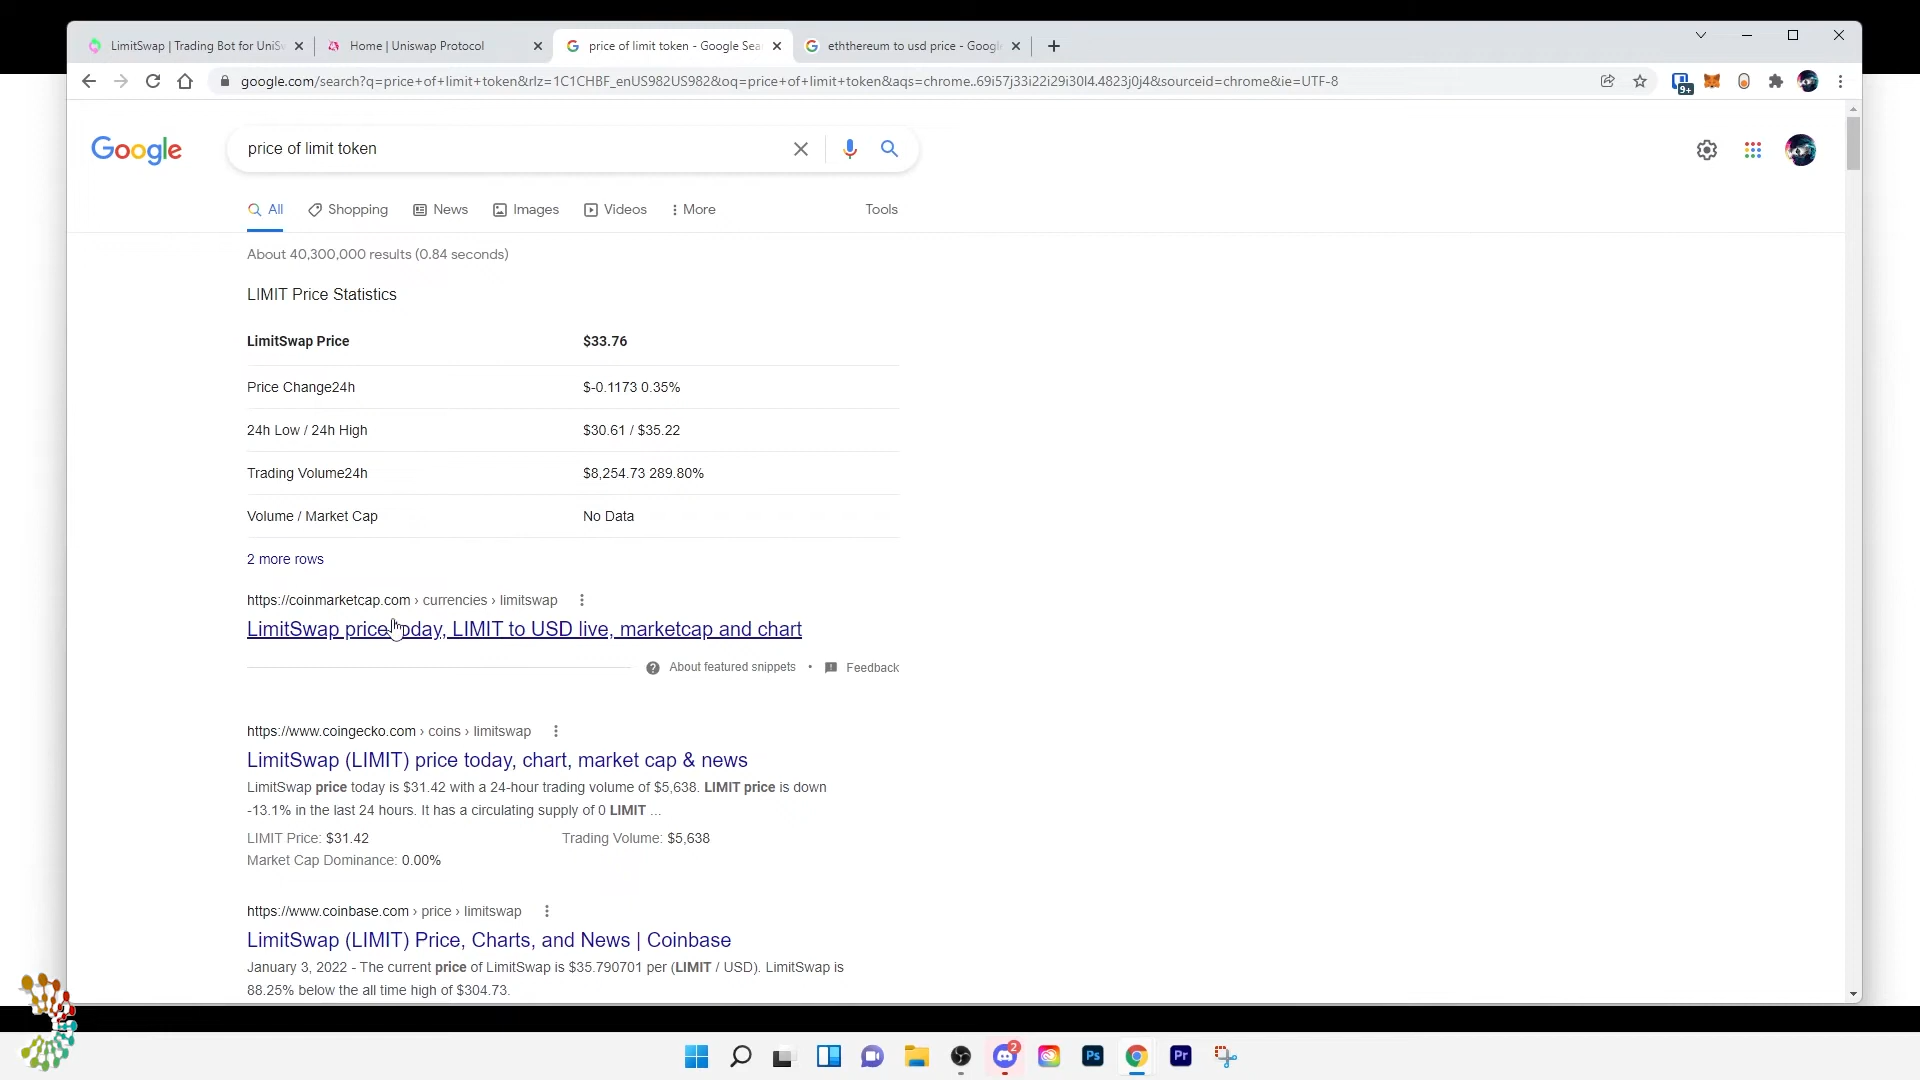 LimitSwap | Trading Bot for UniS
Home | Uniswap Protocol
price of limit token - Google Sea
eththereum to usd price - Googl
google.com/search?q=price+of+limit+token&rlz=1C1CHBF_enUS982US982&oq=price+of+limit+token&aqs=chrome..69i57j33i22i29i30l4.4823j0j4&sourceid=chrome&ie=UTF-8
9+
Google
price of limit token
All
Shopping
News
Images
Videos
More
Tools
About 40,300,000 results (0.84 seconds)
LIMIT Price Statistics
LimitSwap Price $33.76
Price Change24h $-0.1173 0.35%
24h Low / 24h High $30.61 / $35.22
Trading Volume24h $8,254.73 289.80%
Volume / Market Cap No Data
2 more rows
https://coinmarketcap.com › currencies › limitswap
LimitSwap price today, LIMIT to USD live, marketcap and chart
About featured snippets • Feedback
https://www.coingecko.com › coins › limitswap
LimitSwap (LIMIT) price today, chart, market cap & news
LimitSwap price today is $31.42 with a 24-hour trading volume of $5,638. LIMIT price is down
-13.1% in the last 24 hours. It has a circulating supply of 0 LIMIT ...
LIMIT Price: $31.42 Trading Volume: $5,638
Market Cap Dominance: 0.00%
https://www.coinbase.com › price › limitswap
LimitSwap (LIMIT) Price, Charts, and News | Coinbase
January 3, 2022 - The current price of LimitSwap is $35.790701 per (LIMIT / USD). LimitSwap is
88.25% below the all time high of $304.73.
2
Ps
Pr